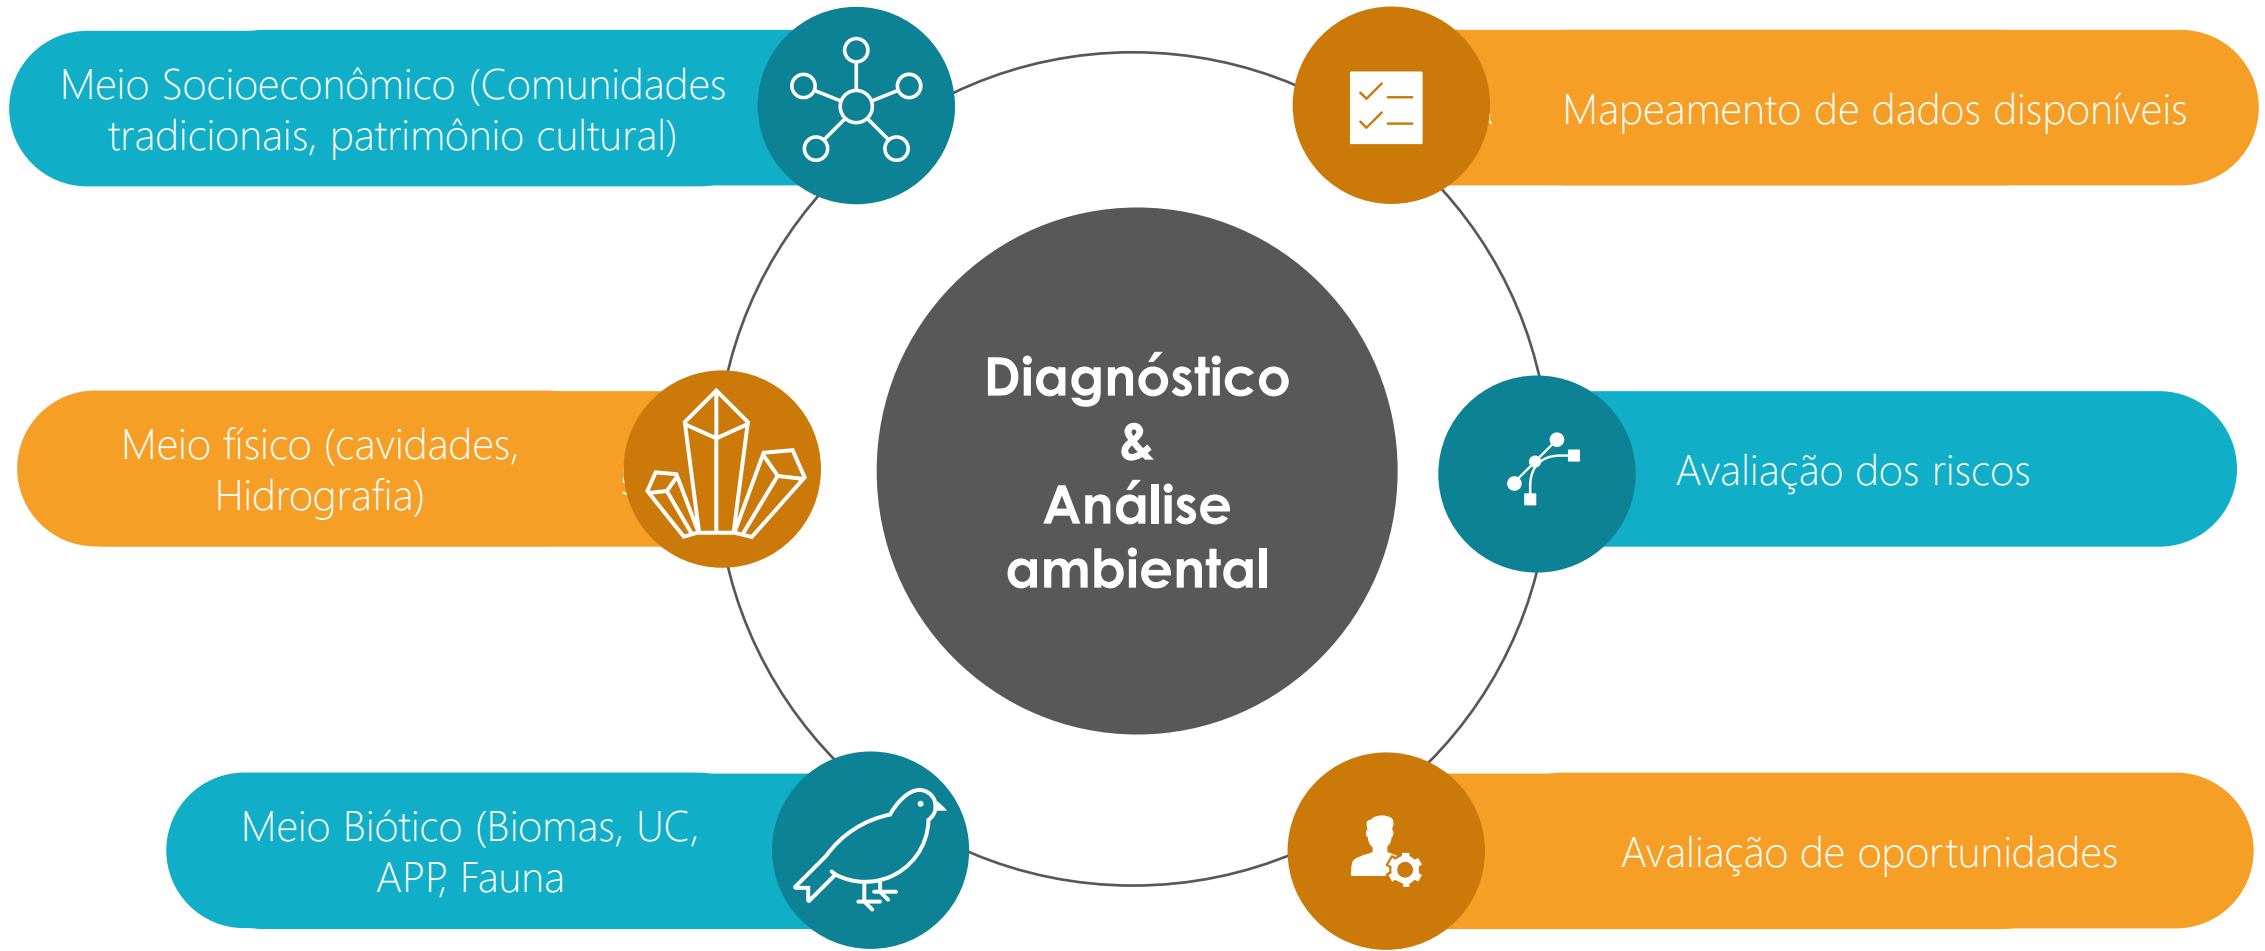 Meio Socioeconômico (Comunidades
tradicionais, patrimônio cultural)
Meio físico (cavidades,
Hidrografia)
Meio Biótico (Biomas, UC,
APP, Fauna
Diagnóstico
&
Análise
ambiental
Mapeamento de dados disponíveis
Avaliação dos riscos
Avaliação de oportunidades